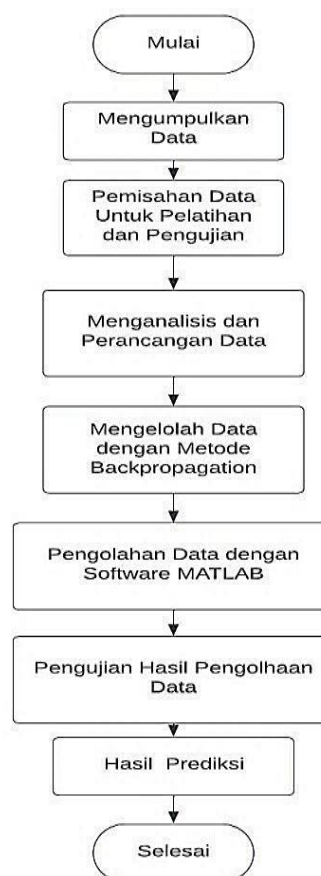 Mulai
Mengumpulkan
Data
Pemisahan Data
Untuk Pelatihan
dan Pengujian
Menganalisis dan
Perancangan Data
Mengelolah Data
dengan Metode
Backpropagation
Pengolahan Data dengan
Software MATLAB
Pengujian Hasil Pengolhaan
Data
Hasil Prediksi
Selesai